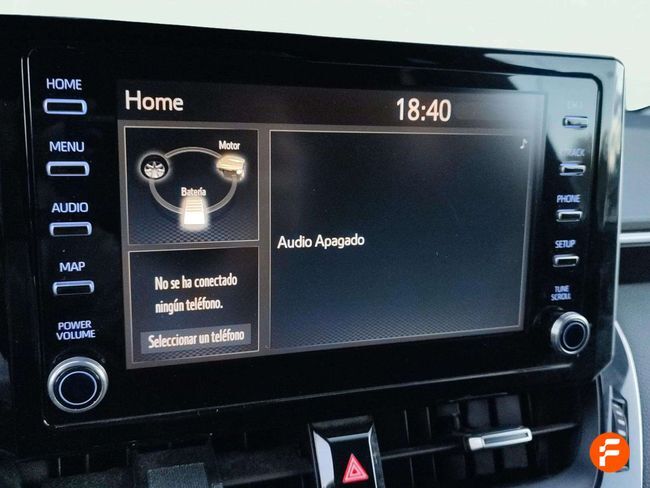 HOME
MENU
AUDIO
MAP
POWER
VOLUME
Home
18:40
Motor
Batería
No se ha conectado
ningún teléfono.
Seleccionar un teléfono
Audio Apagado
PHONE
SETUP
TUNE
SCROLL